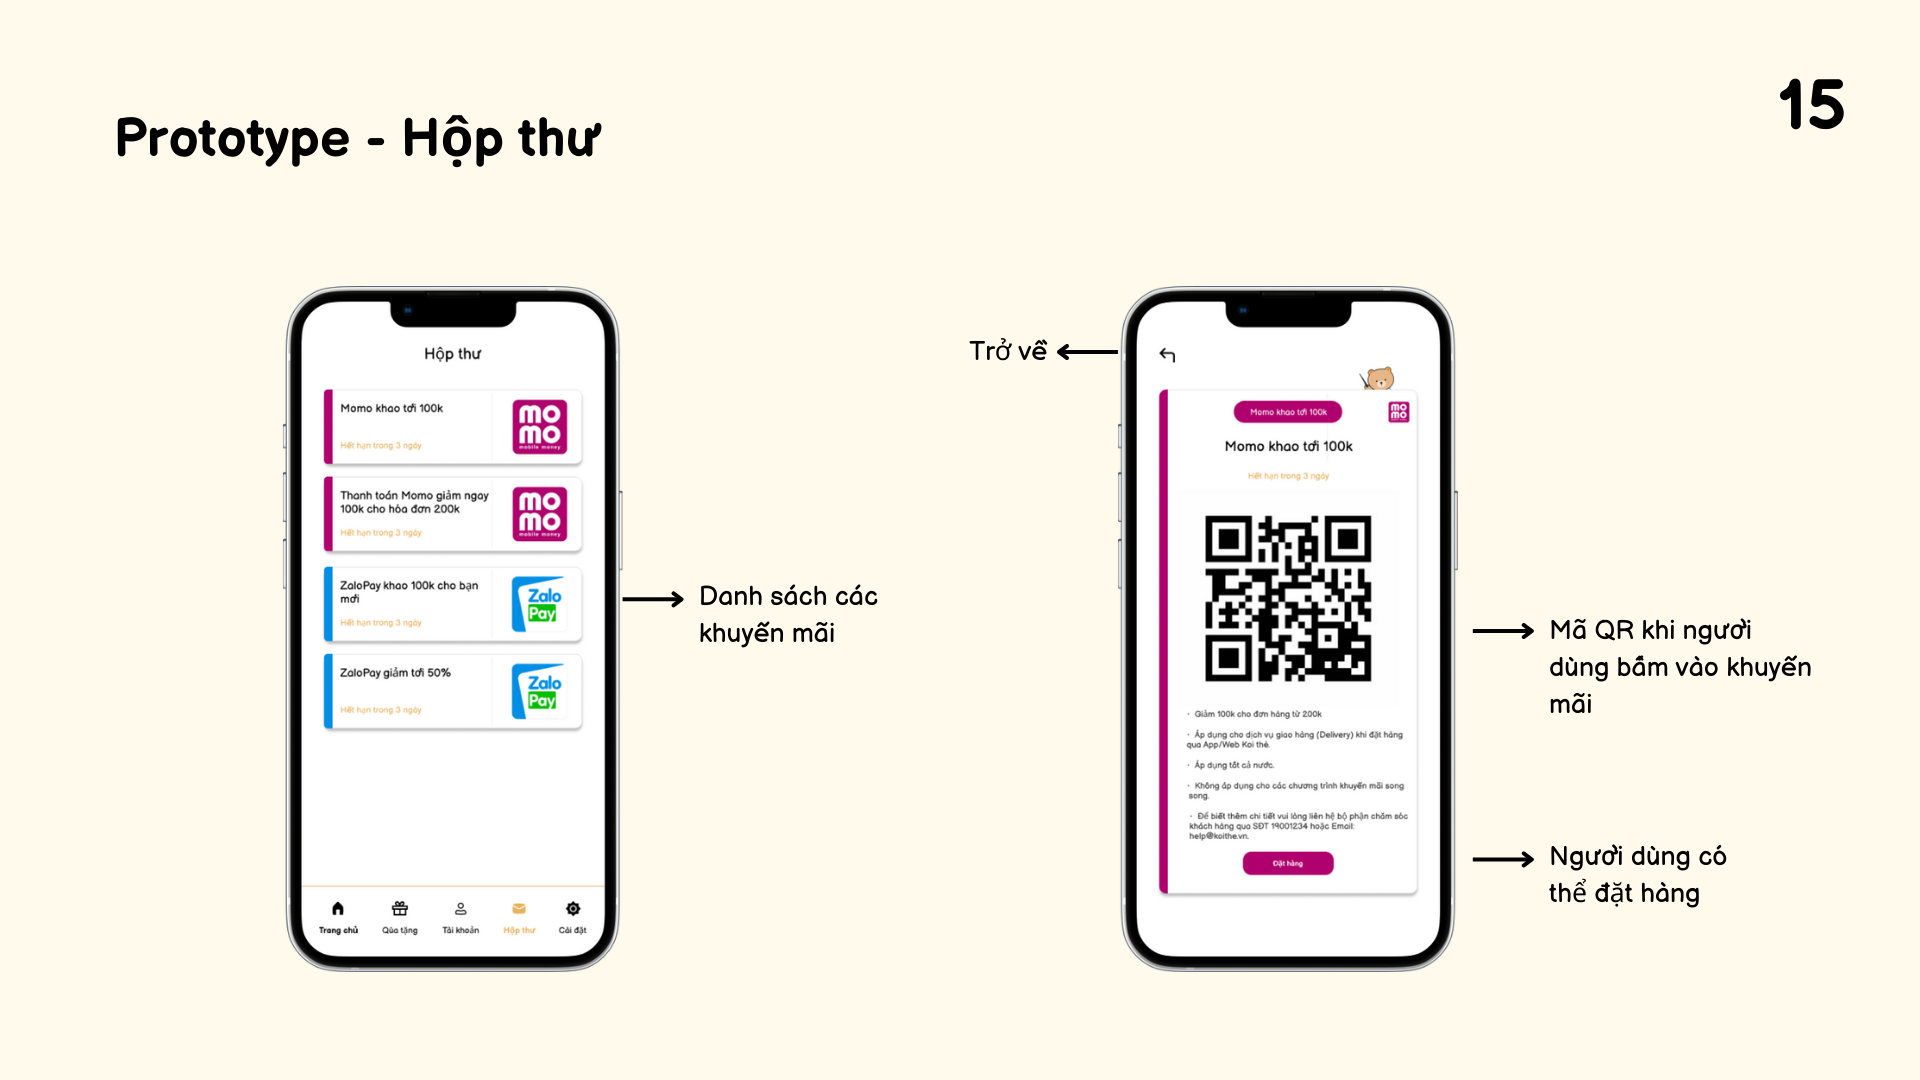 15
Prototype - Hộp thư
Hộp thư
Momo khao tới 100k
Hết hạn trong 3 ngày
mo
mo
mobile money
Thanh toán Momo giảm ngay
100k cho hóa đơn 200k
Hết hạn trong 3 ngày
mo
mo
mobile money
ZaloPay khao 100k cho bạn
mới
Hết hạn trong 3 ngày
Zalo
Pay
ZaloPay giảm tới 50%
Hết hạn trong 3 ngày
Zalo
Pay
Trang chủ
Qùa tặng
Tài khoản
Hộp thư
Cài đặt
Danh sách các
khuyến mãi
Trở về
Momo khao tới 100k
mo
mo
Momo khao tới 100k
Hết hạn trong 3 ngày
· Giảm 100k cho đơn hàng từ 200k
· Áp dụng cho dịch vụ giao hàng (Delivery) khi đặt hàng
qua App/Web Koi thé.
· Áp dụng tất cả nước.
· Không áp dụng cho các chương trình khuyến mãi song
song.
· Để biết thêm chi tiết vui lòng liên hệ bộ phận chăm sóc
khách hàng qua SĐT 19001234 hoặc Email:
help@koithe.vn.
Đặt hàng
Mã QR khi người
dùng bấm vào khuyến
mãi
Người dùng có
thể đặt hàng